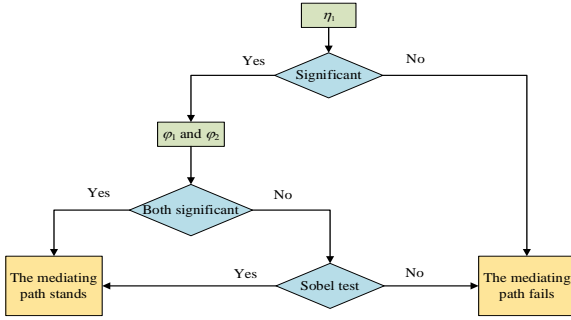 η₁
Significant
Yes
No
φ₁ and φ₂
Both significant
Yes
No
The mediating
path stands
Sobel test
Yes
No
The mediating
path fails